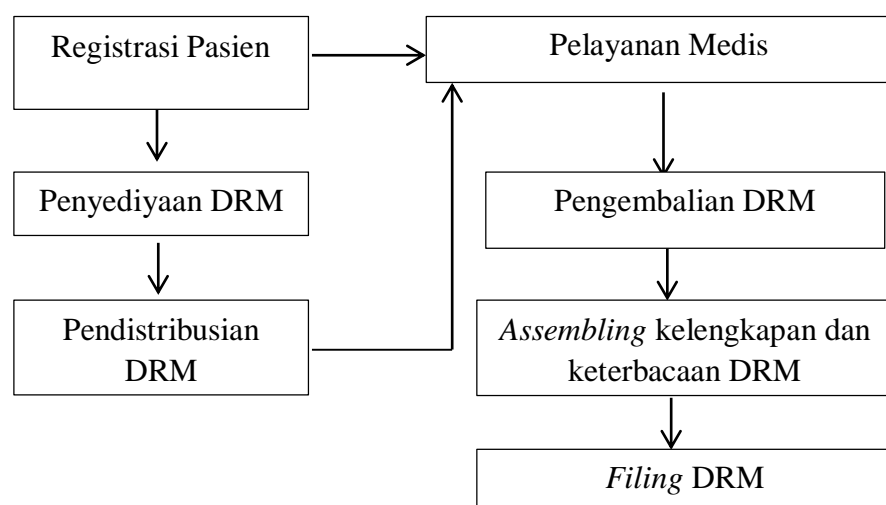 Registrasi Pasien
Pelayanan Medis
Penyediyaan DRM
Pengembalian DRM
Pendistribusian
DRM
Assembling kelengkapan dan
keterbacaan DRM
Filing DRM